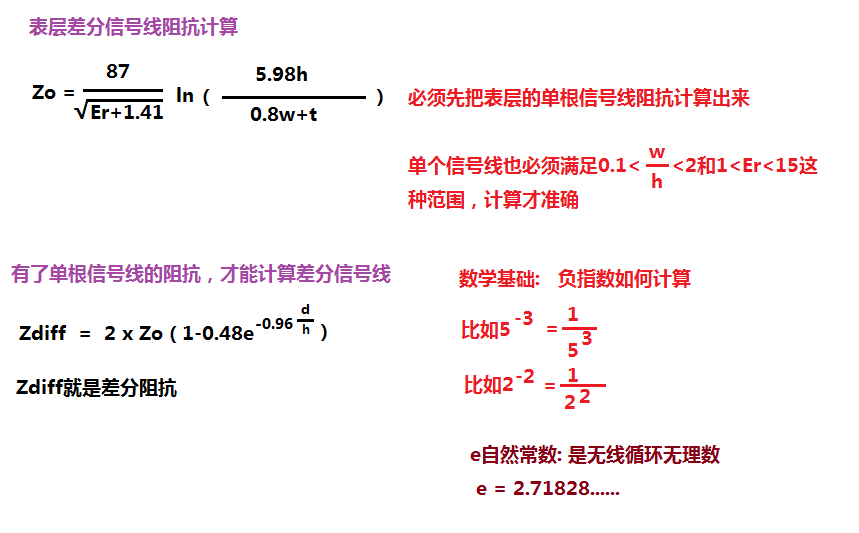 表层差分信号线阻抗计算
Zo = 87 / √Er+1.41 ln ( 5.98h / 0.8w+t )
必须先把表层的单根信号线阻抗计算出来
单个信号线也必须满足0.1< w/h <2和1<Er<15这
种范围，计算才准确
有了单根信号线的阻抗，才能计算差分信号线
Zdiff = 2 x Zo ( 1-0.48e^-0.96 d/h )
Zdiff就是差分阻抗
数学基础: 负指数如何计算
比如5^-3 = 1/5^3
比如2^-2 = 1/2^2
e自然常数: 是无线循环无理数
e = 2.71828......